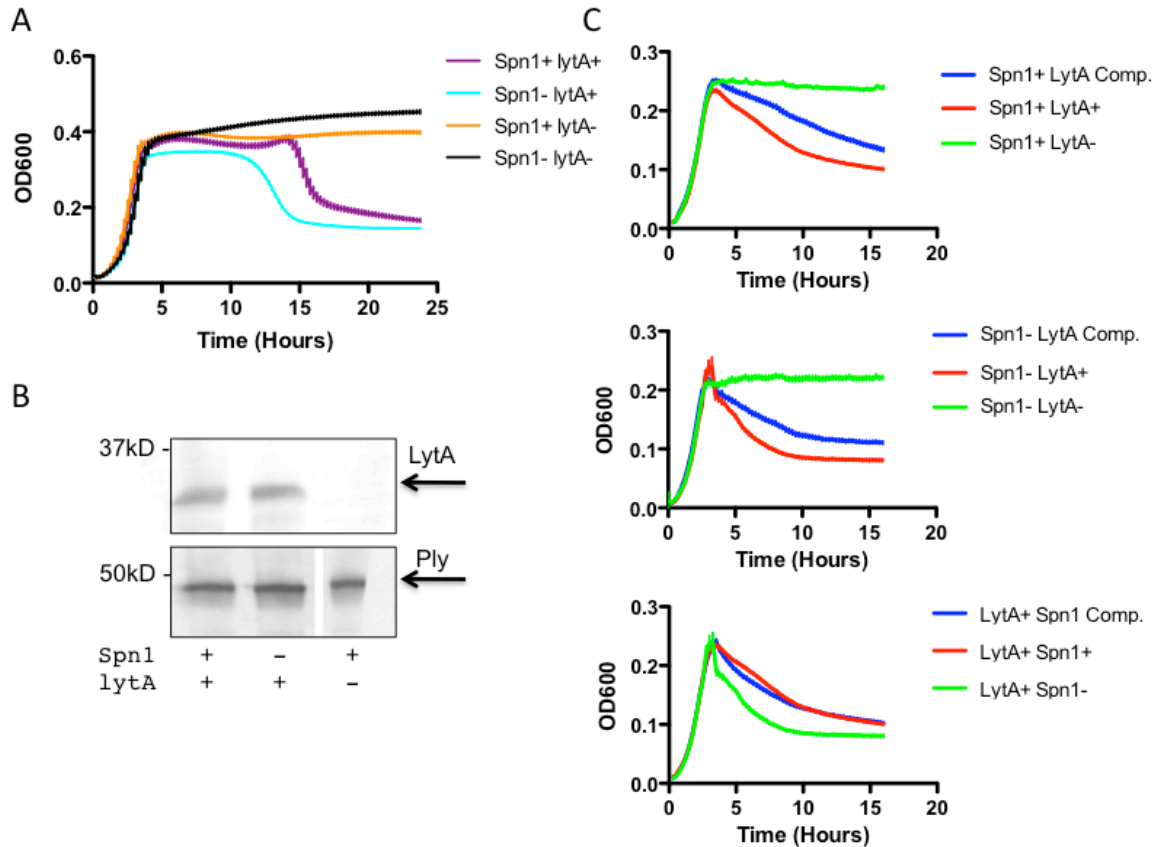 A
OD600
0.6
0.4
0.2
0.0
0 5 10 15 20 25
Time (Hours)
Spn1+ lytA+
Spn1- lytA+
Spn1+ lytA-
Spn1- lytA-
B
37kD
LytA
50kD
Ply
Spn1 + – +
lytA + + –
C
OD600
0.3
0.2
0.1
0.0
0 5 10 15 20
Time (Hours)
Spn1+ LytA Comp.
Spn1+ LytA+
Spn1+ LytA-
OD600
0.3
0.2
0.1
0.0
0 5 10 15 20
Time (Hours)
Spn1- LytA Comp.
Spn1- LytA+
Spn1- LytA-
OD600
0.3
0.2
0.1
0.0
0 5 10 15 20
Time (Hours)
LytA+ Spn1 Comp.
LytA+ Spn1+
LytA+ Spn1-